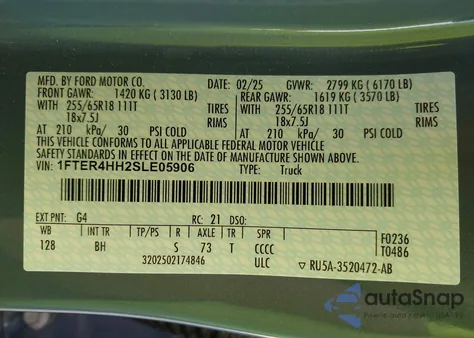 MFD. BY FORD MOTOR CO.
DATE: 02/25 GVWR: 2799 KG (6170 LB)
FRONT GAWR: 1420 KG (3130 LB) REAR GAWR: 1619 KG (3570 LB)
WITH 255/65R18 111T TIRES WITH 255/65R18 111T TIRES
18x7.5J RIMS 18x7.5J RIMS
AT 210 kPa/ 30 PSI COLD AT 210 kPa/ 30 PSI COLD
THIS VEHICLE CONFORMS TO ALL APPLICABLE FEDERAL MOTOR VEHICLE
SAFETY STANDARDS IN EFFECT ON THE DATE OF MANUFACTURE SHOWN ABOVE.
VIN: 1FTER4HH2SLE05906 TYPE: Truck
EXT PNT: G4 RC: 21 DSO:
WB INT TR TP/PS R AXLE TR SPR
128 BH S 73 T CCCC
F0236
T0486
3202502174846 ULC ▽ RU5A-3520472-AB
autoSnap